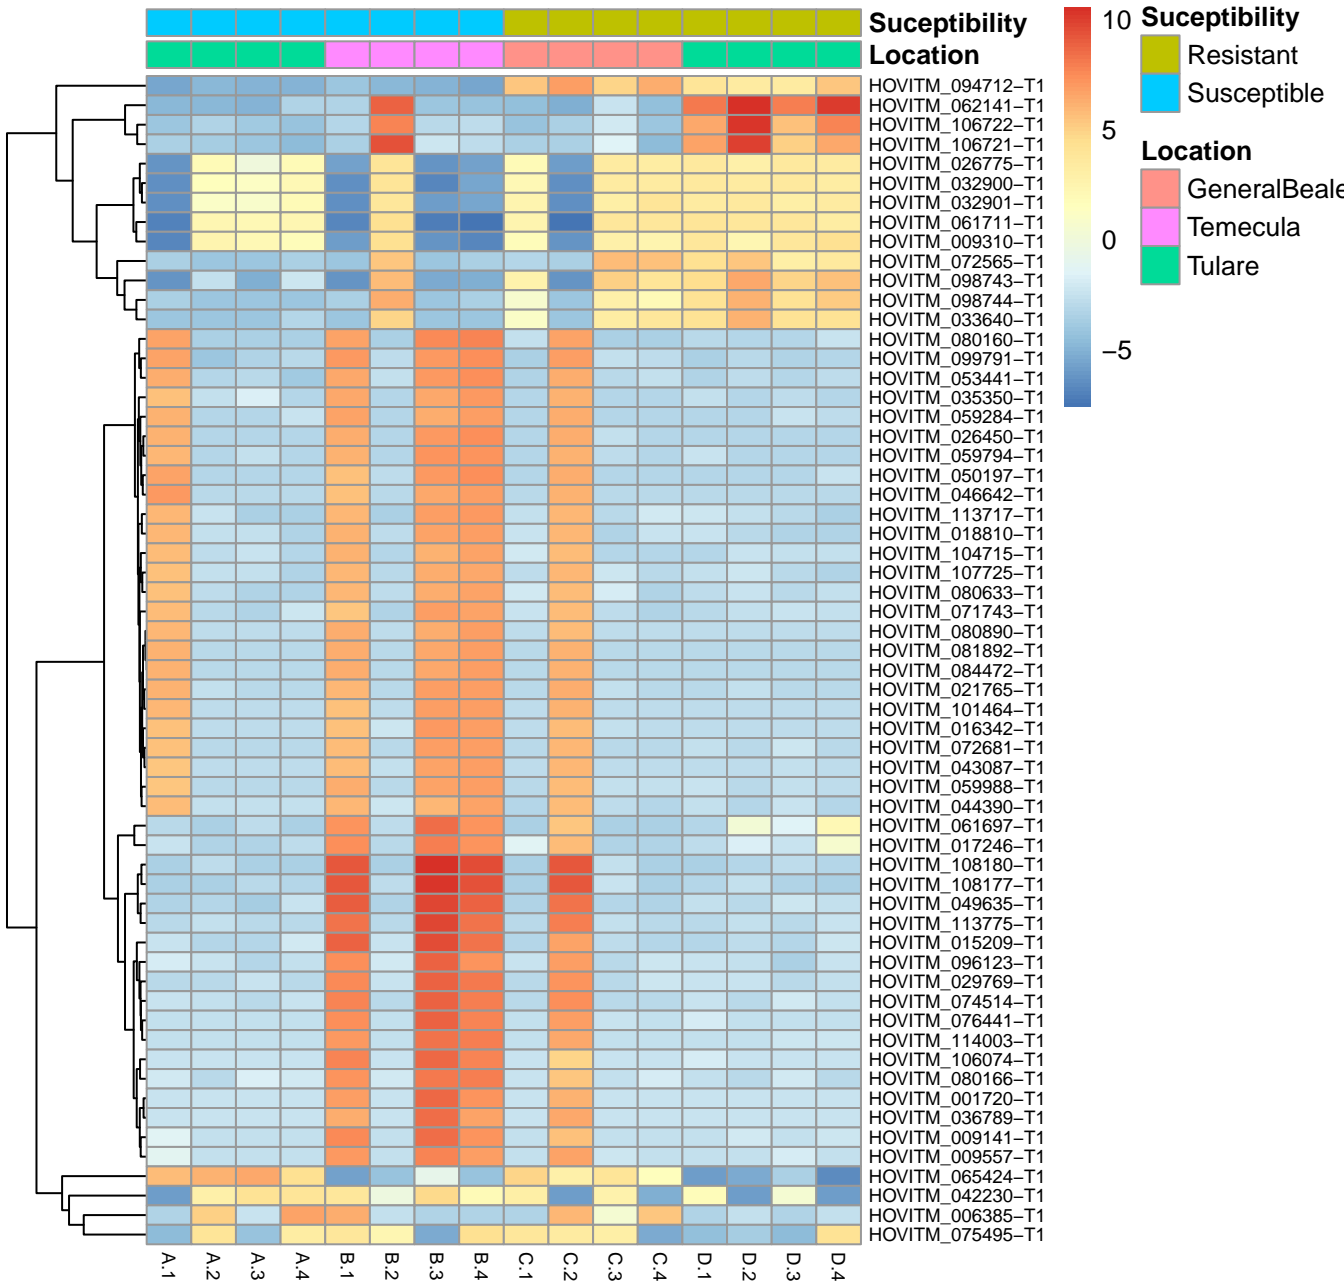 Suceptibility
Location
HOVITM_094712−T1
HOVITM_062141−T1
HOVITM_106722−T1
HOVITM_106721−T1
HOVITM_026775−T1
HOVITM_032900−T1
HOVITM_032901−T1
HOVITM_061711−T1
HOVITM_009310−T1
HOVITM_072565−T1
HOVITM_098743−T1
HOVITM_098744−T1
HOVITM_033640−T1
HOVITM_080160−T1
HOVITM_099791−T1
HOVITM_053441−T1
HOVITM_035350−T1
HOVITM_059284−T1
HOVITM_026450−T1
HOVITM_059794−T1
HOVITM_050197−T1
HOVITM_046642−T1
HOVITM_113717−T1
HOVITM_018810−T1
HOVITM_104715−T1
HOVITM_107725−T1
HOVITM_080633−T1
HOVITM_071743−T1
HOVITM_080890−T1
HOVITM_081892−T1
HOVITM_084472−T1
HOVITM_021765−T1
HOVITM_101464−T1
HOVITM_016342−T1
HOVITM_072681−T1
HOVITM_043087−T1
HOVITM_059988−T1
HOVITM_044390−T1
HOVITM_061697−T1
HOVITM_017246−T1
HOVITM_108180−T1
HOVITM_108177−T1
HOVITM_049635−T1
HOVITM_113775−T1
HOVITM_015209−T1
HOVITM_096123−T1
HOVITM_029769−T1
HOVITM_074514−T1
HOVITM_076441−T1
HOVITM_114003−T1
HOVITM_106074−T1
HOVITM_080166−T1
HOVITM_001720−T1
HOVITM_036789−T1
HOVITM_009141−T1
HOVITM_009557−T1
HOVITM_065424−T1
HOVITM_042230−T1
HOVITM_006385−T1
HOVITM_075495−T1
A.1 A.2 A.3 A.4 B.1 B.2 B.3 B.4 C.1 C.2 C.3 C.4 D.1 D.2 D.3 D.4
10
5
0
−5
Suceptibility
Resistant
Susceptible
Location
GeneralBeale
Temecula
Tulare